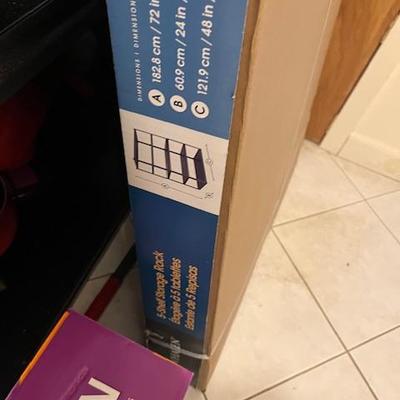 DIMENSIONS | DIMENSION
A 182.8 cm / 72 in
B 60.9 cm / 24 in /
C 121.9 cm / 48 in
5-Shelf Storage Rack
Étagère à 5 tablettes
Estante de 5 Repisas
N